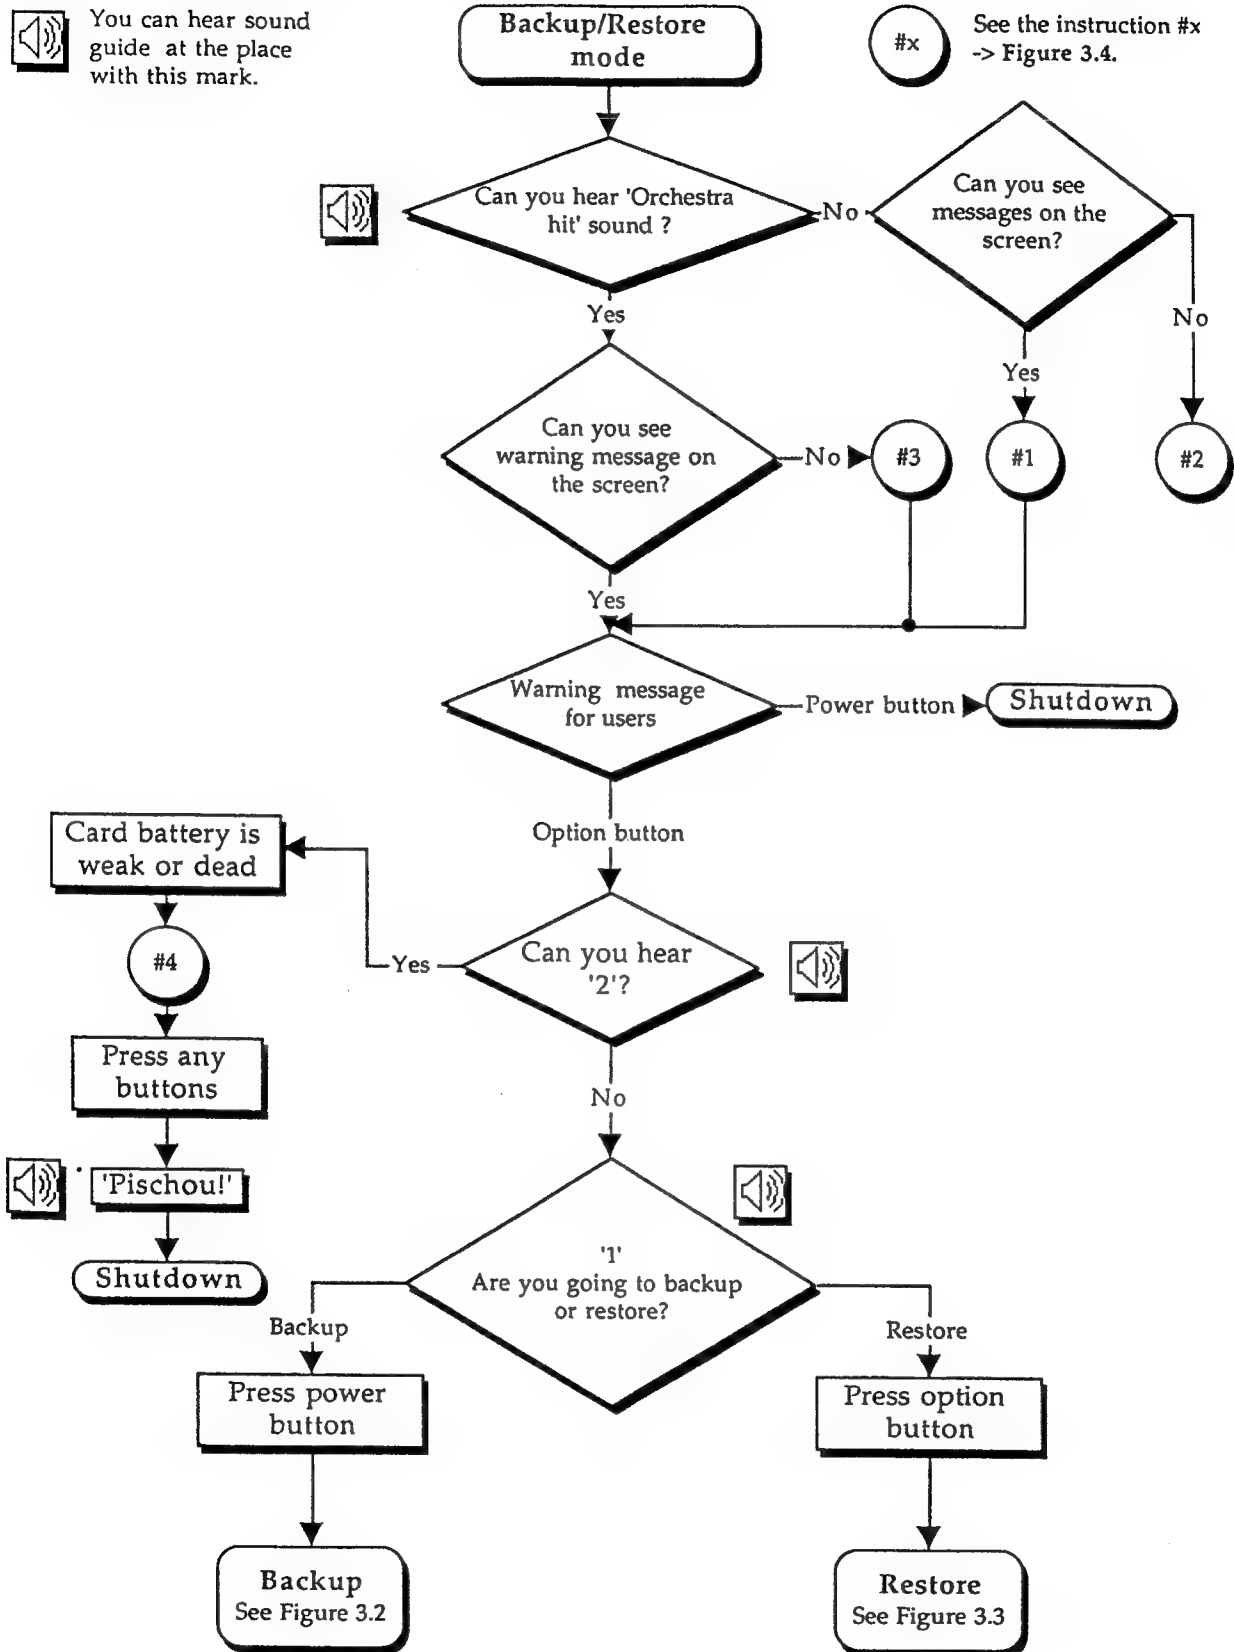 You can hear sound
guide at the place
with this mark.
Backup/Restore
mode
#x
See the instruction #x
-> Figure 3.4.
Can you hear 'Orchestra
hit' sound ?
No
Can you see
messages on the
screen?
Yes
No
Yes
Can you see
warning message on
the screen?
No
#3
#1
#2
Yes
Warning message
for users
Power button
Shutdown
Option button
Card battery is
weak or dead
#4
Yes
Can you hear
'2'?
Press any
buttons
No
'Pischou!'
Shutdown
'1'
Are you going to backup
or restore?
Backup
Restore
Press power
button
Press option
button
Backup
See Figure 3.2
Restore
See Figure 3.3